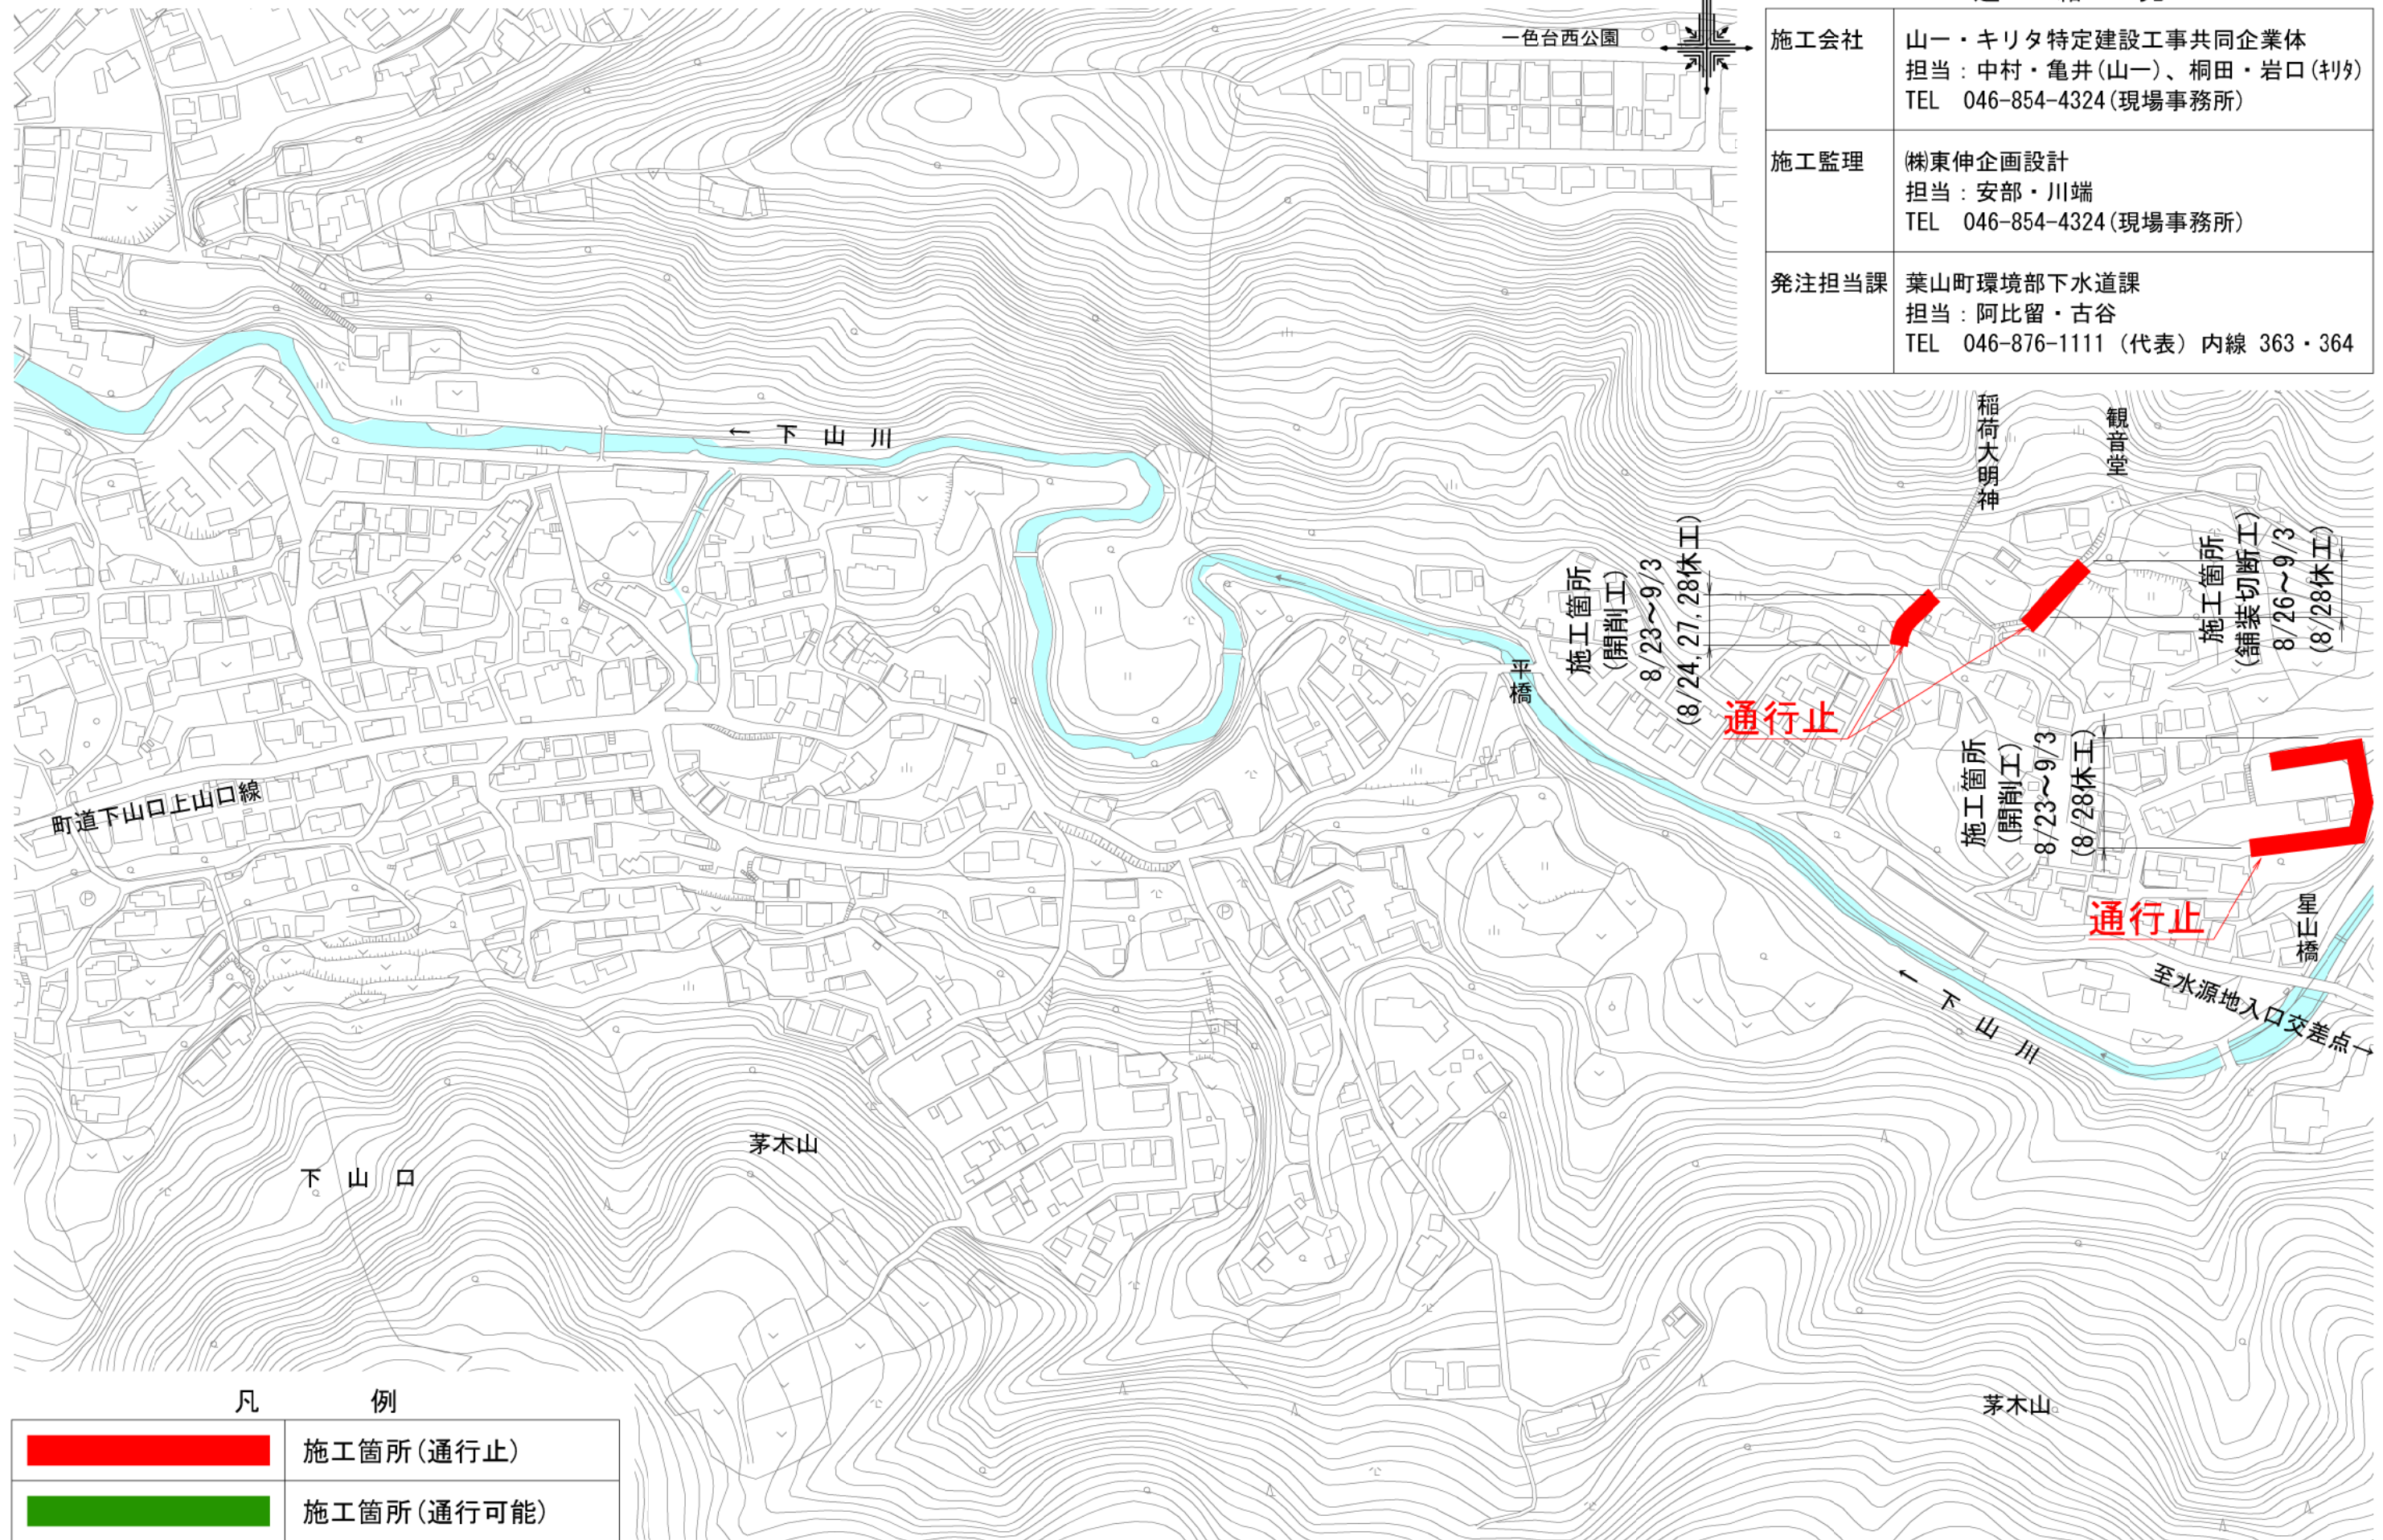 一色台西公園
施工会社
山一・キリタ特定建設工事共同企業体
担当：中村・亀井(山一)、桐田・岩口(ｷﾘﾀ)
TEL 046-854-4324(現場事務所)
施工監理
㈱東伸企画設計
担当：安部・川端
TEL 046-854-4324(現場事務所)
発注担当課
葉山町環境部下水道課
担当：阿比留・古谷
TEL 046-876-1111（代表）内線 363・364
稲荷大明神
観音堂
← 下山川
施工箇所
(開削工)
8/23～9/3
(8/24,27,28休工)
施工箇所
(舗装切断工)
8/26～9/3
(8/28休工)
平橋
通行止
施工箇所
(開削工)
8/23～9/3
(8/28休工)
町道下山口上山口線
通行止
星山橋
至水源地入口交差点→
← 下山川
茅木山
下山口
茅木山
凡例
施工箇所(通行止)
施工箇所(通行可能)